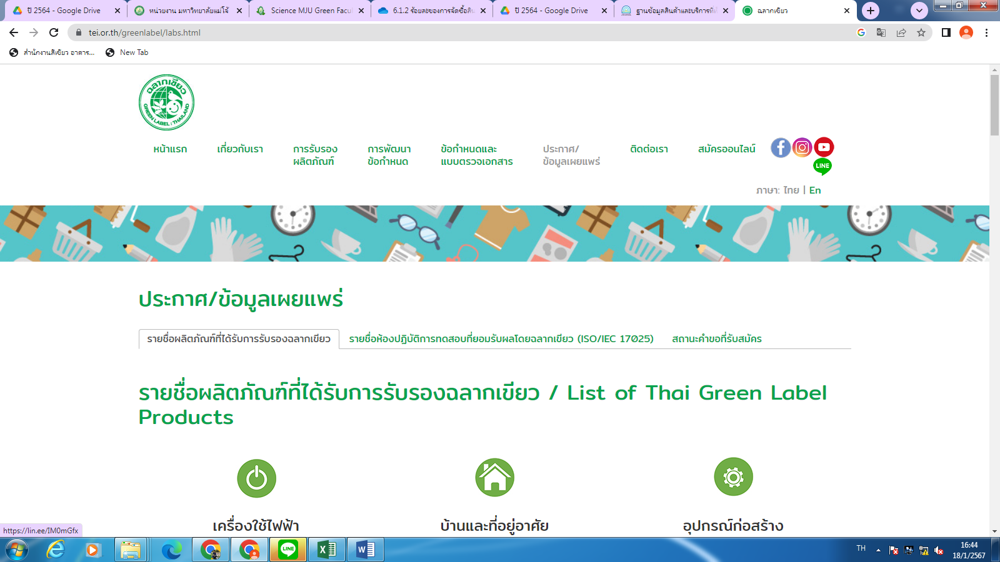 ปี 2564 - Google Drive
หน่วยงาน มหาวิทยาลัยแม่โจ้
Science MJU Green Facul
6.1.2 ร้อยละของการจัดซื้อสิน
ปี 2564 - Google Drive
ฐานข้อมูลสินค้าและบริการที่เ
ฉลากเขียว
tei.or.th/greenlabel/labs.html
สำนักงานสีเขียว อาคาร...
New Tab
ฉลากเขียว
GREEN LABEL : THAILAND
หน้าแรก
เกี่ยวกับเรา
การรับรอง
ผลิตภัณฑ์
การพัฒนา
ข้อกำหนด
ข้อกำหนดและ
แบบตรวจเอกสาร
ประกาศ/
ข้อมูลเผยแพร่
ติดต่อเรา
สมัครออนไลน์
LINE
ภาษา: ไทย | En
ประกาศ/ข้อมูลเผยแพร่
รายชื่อผลิตภัณฑ์ที่ได้รับการรับรองฉลากเขียว
รายชื่อห้องปฏิบัติการทดสอบที่ยอมรับผลโดยฉลากเขียว (ISO/IEC 17025)
สถานะคำขอที่รับสมัคร
รายชื่อผลิตภัณฑ์ที่ได้รับการรับรองฉลากเขียว / List of Thai Green Label
Products
เครื่องใช้ไฟฟ้า
บ้านและที่อยู่อาศัย
อุปกรณ์ก่อสร้าง
https://lin.ee/IM0mGfx
LINE
TH
16:44
18/1/2567